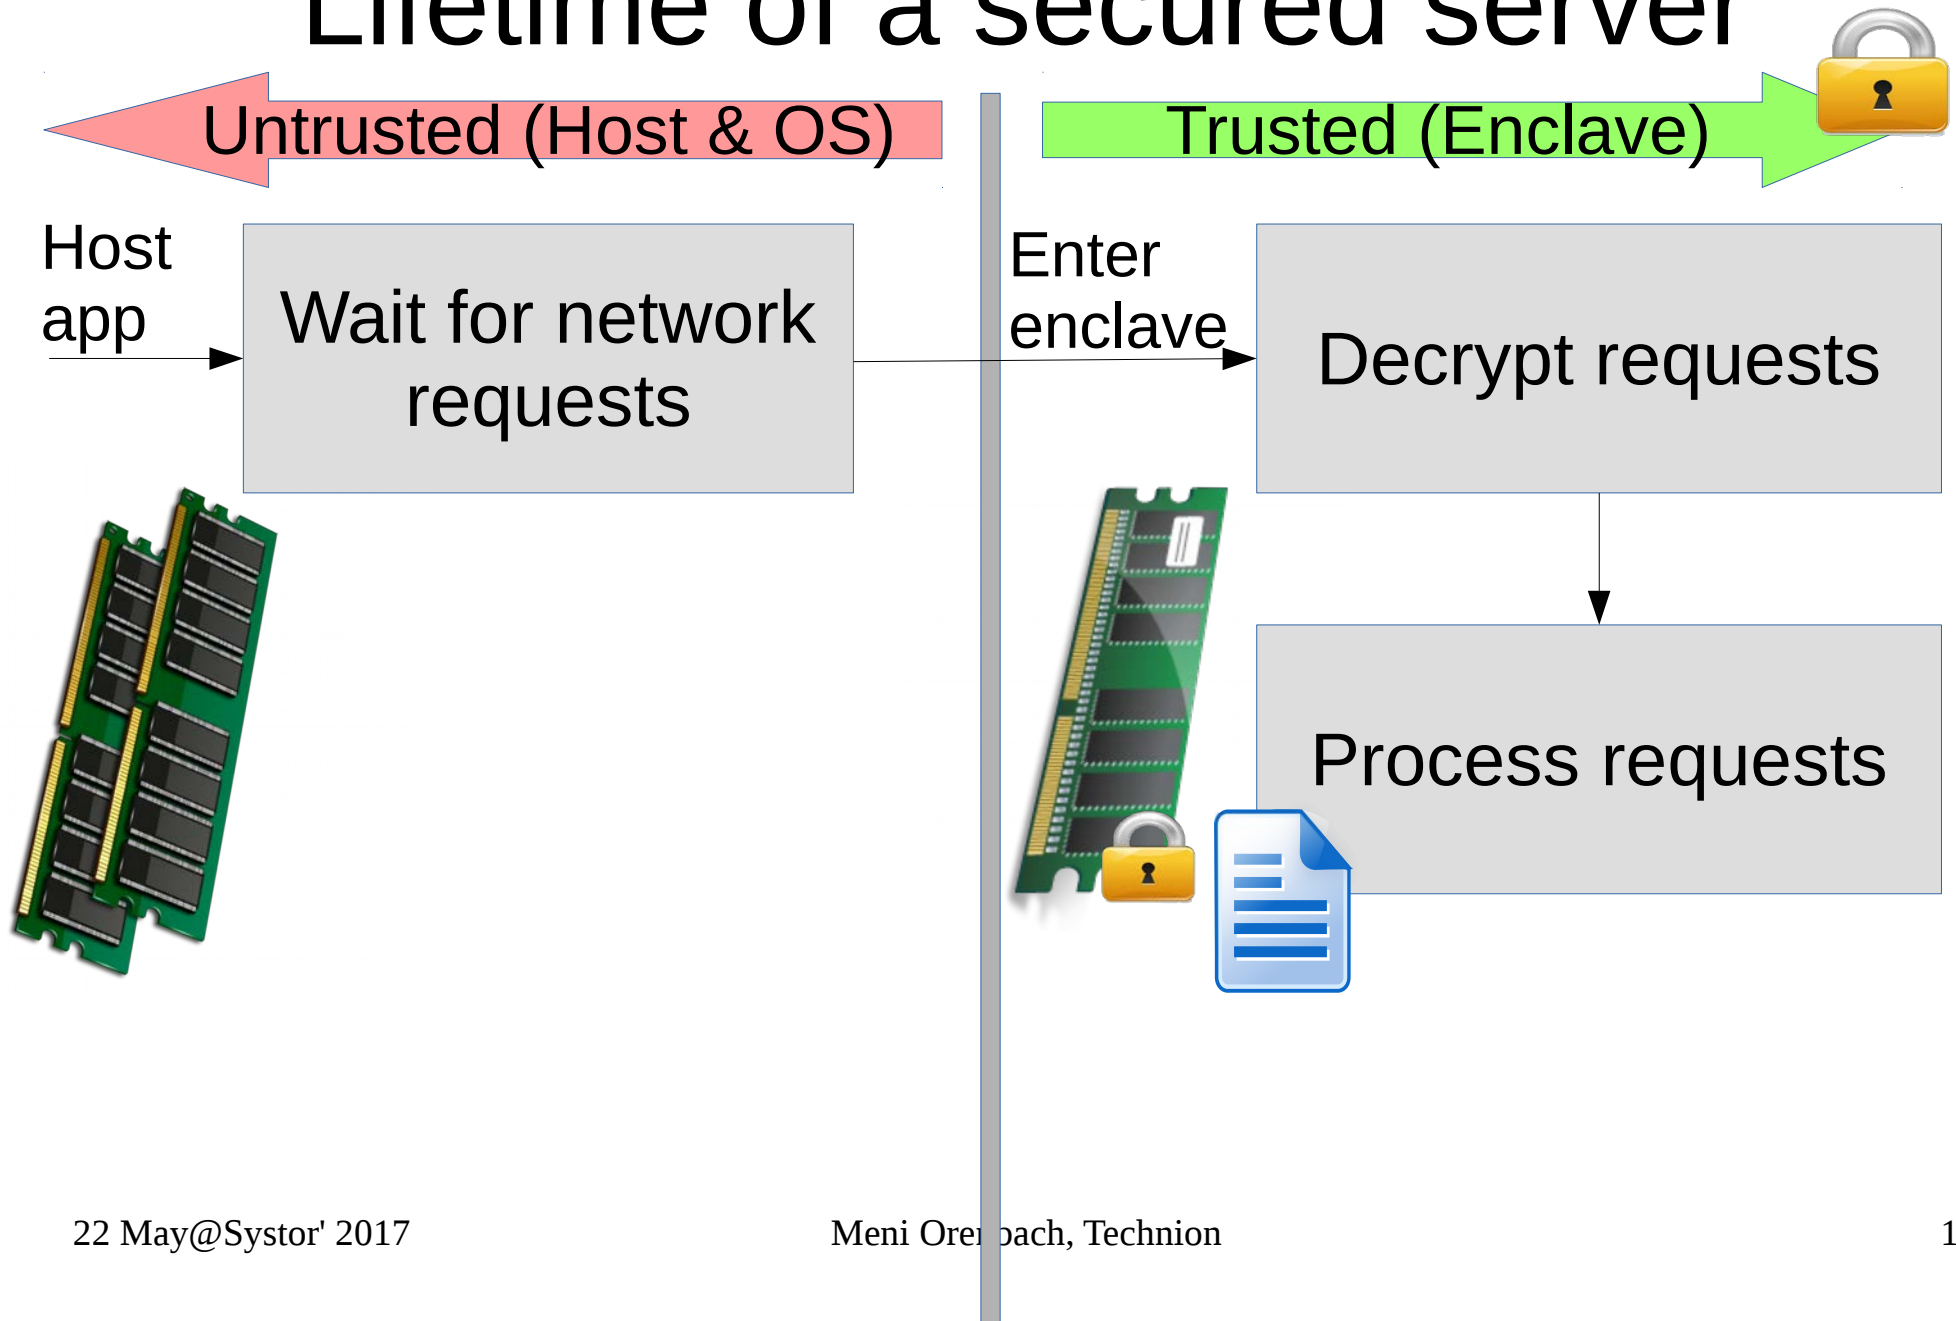 Lifetime of a secured server
Untrusted (Host & OS)
Trusted (Enclave)
Host
app
Wait for network
requests
Enter
enclave
Decrypt requests
Process requests
22 May@Systor' 2017
Meni Orenbach, Technion
1